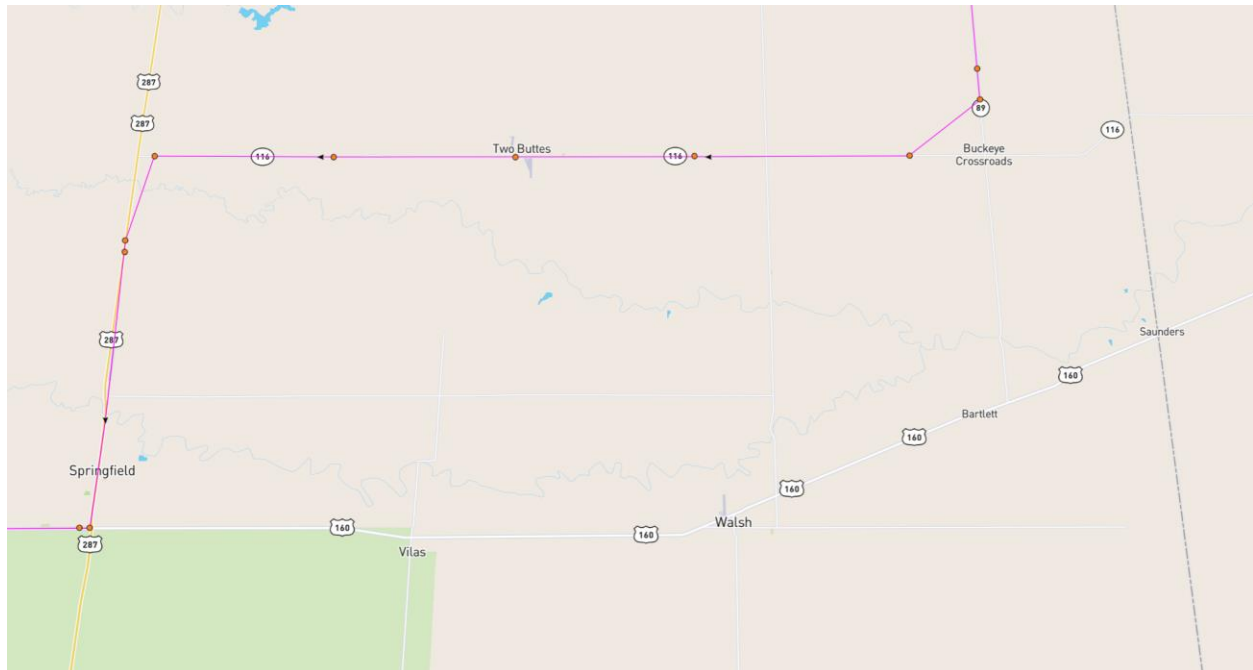 287
287
89
116
116
Two Buttes
116
Buckeye
Crossroads
287
Saunders
160
Bartlett
160
Springfield
160
Walsh
160
160
287
Vilas